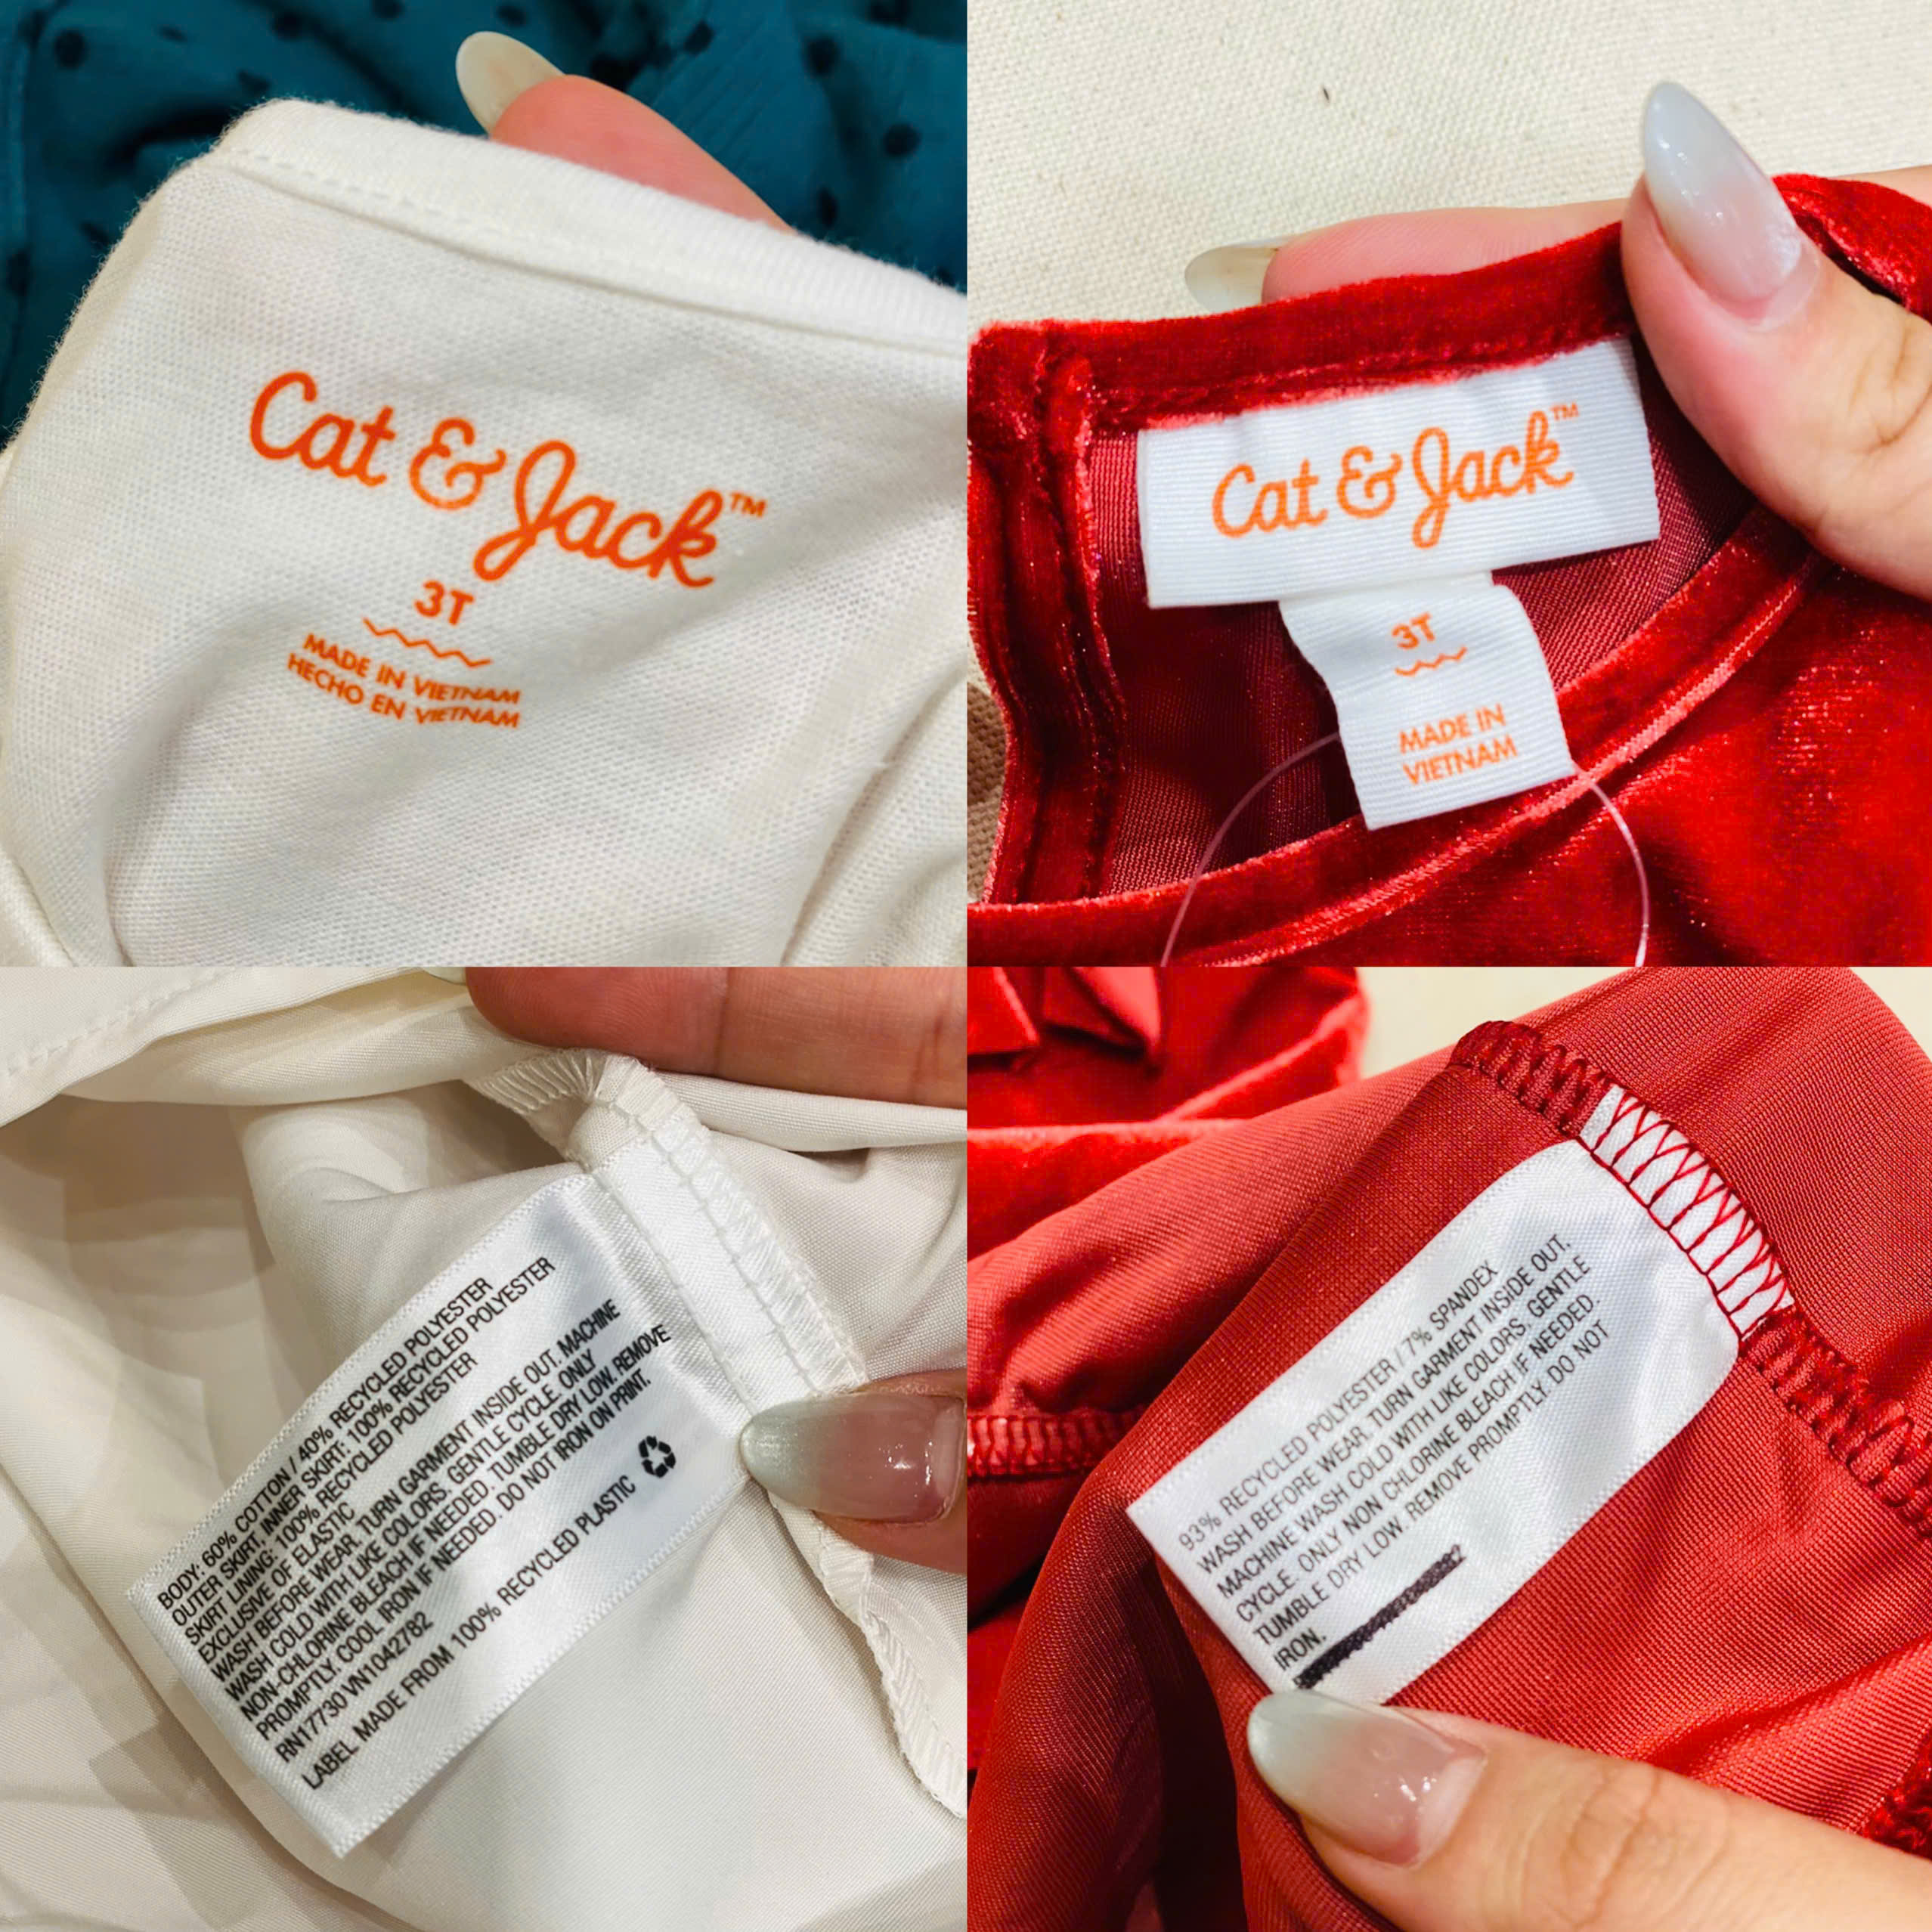 Cat & Jack™
3T
MADE IN VIETNAM
HECHO EN VIETNAM
Cat & Jack™
3T
MADE IN
VIETNAM
BODY: 60% COTTON / 40% RECYCLED POLYESTER
OUTER SKIRT, INNER SKIRT: 100% RECYCLED POLYESTER
SKIRT LINING: 100% RECYCLED POLYESTER
EXCLUSIVE OF ELASTIC
WASH BEFORE WEAR. TURN GARMENT INSIDE OUT. MACHINE
WASH COLD WITH LIKE COLORS. GENTLE CYCLE. ONLY
NON-CHLORINE BLEACH IF NEEDED. TUMBLE DRY LOW. REMOVE
PROMPTLY. COOL IRON IF NEEDED. DO NOT IRON ON PRINT.
RN17730 VN1042782
LABEL MADE FROM 100% RECYCLED PLASTIC
93% RECYCLED POLYESTER / 7% SPANDEX
WASH BEFORE WEAR. TURN GARMENT INSIDE OUT.
MACHINE WASH COLD WITH LIKE COLORS. GENTLE
CYCLE. ONLY NON CHLORINE BLEACH IF NEEDED.
TUMBLE DRY LOW. REMOVE PROMPTLY. DO NOT
IRON.